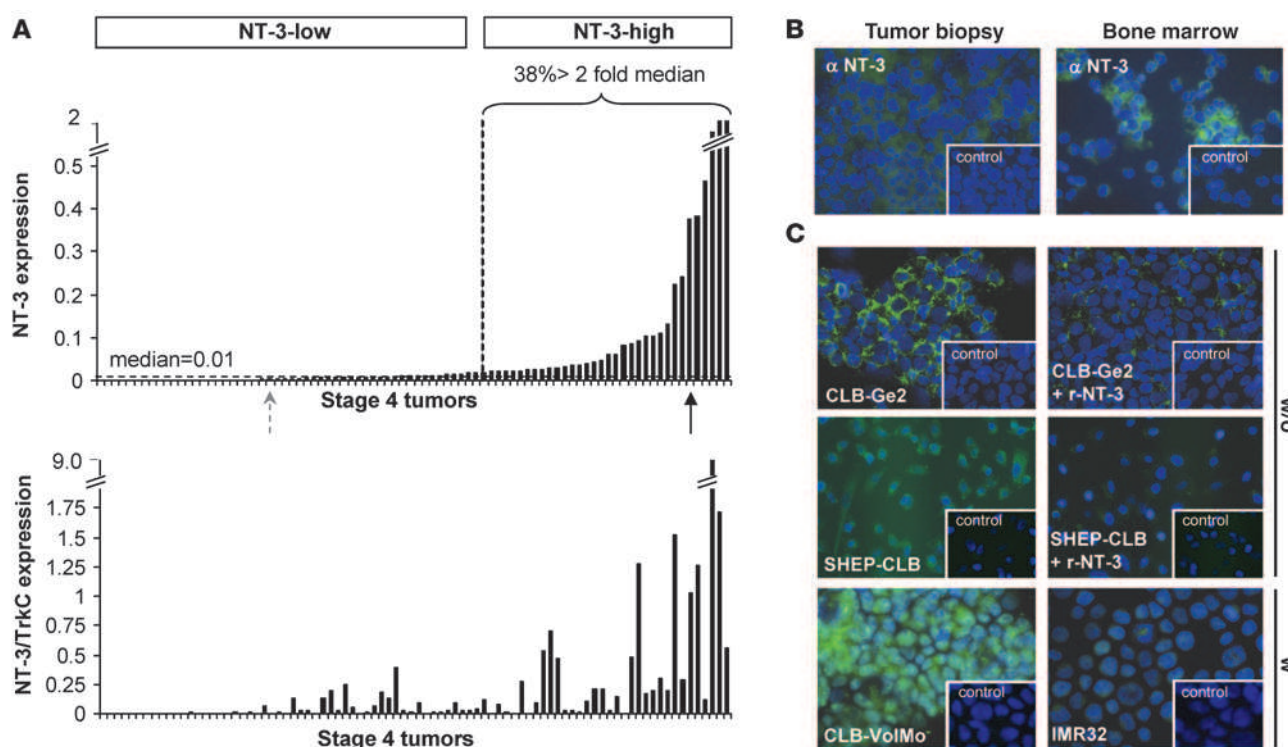 A
NT-3-low
NT-3-high
38%> 2 fold median
2
0.5
0.4
0.3
0.2
0.1
0
NT-3 expression
median=0.01
Stage 4 tumors
9.0
1.75
1.5
1.25
1
0.75
0.5
0.25
0
NT-3/TrkC expression
Stage 4 tumors
B
Tumor biopsy
Bone marrow
α NT-3
control
α NT-3
control
C
CLB-Ge2
control
CLB-Ge2
+ r-NT-3
control
SHEP-CLB
control
SHEP-CLB
+ r-NT-3
control
W/O
CLB-VolMo
control
IMR32
control
W